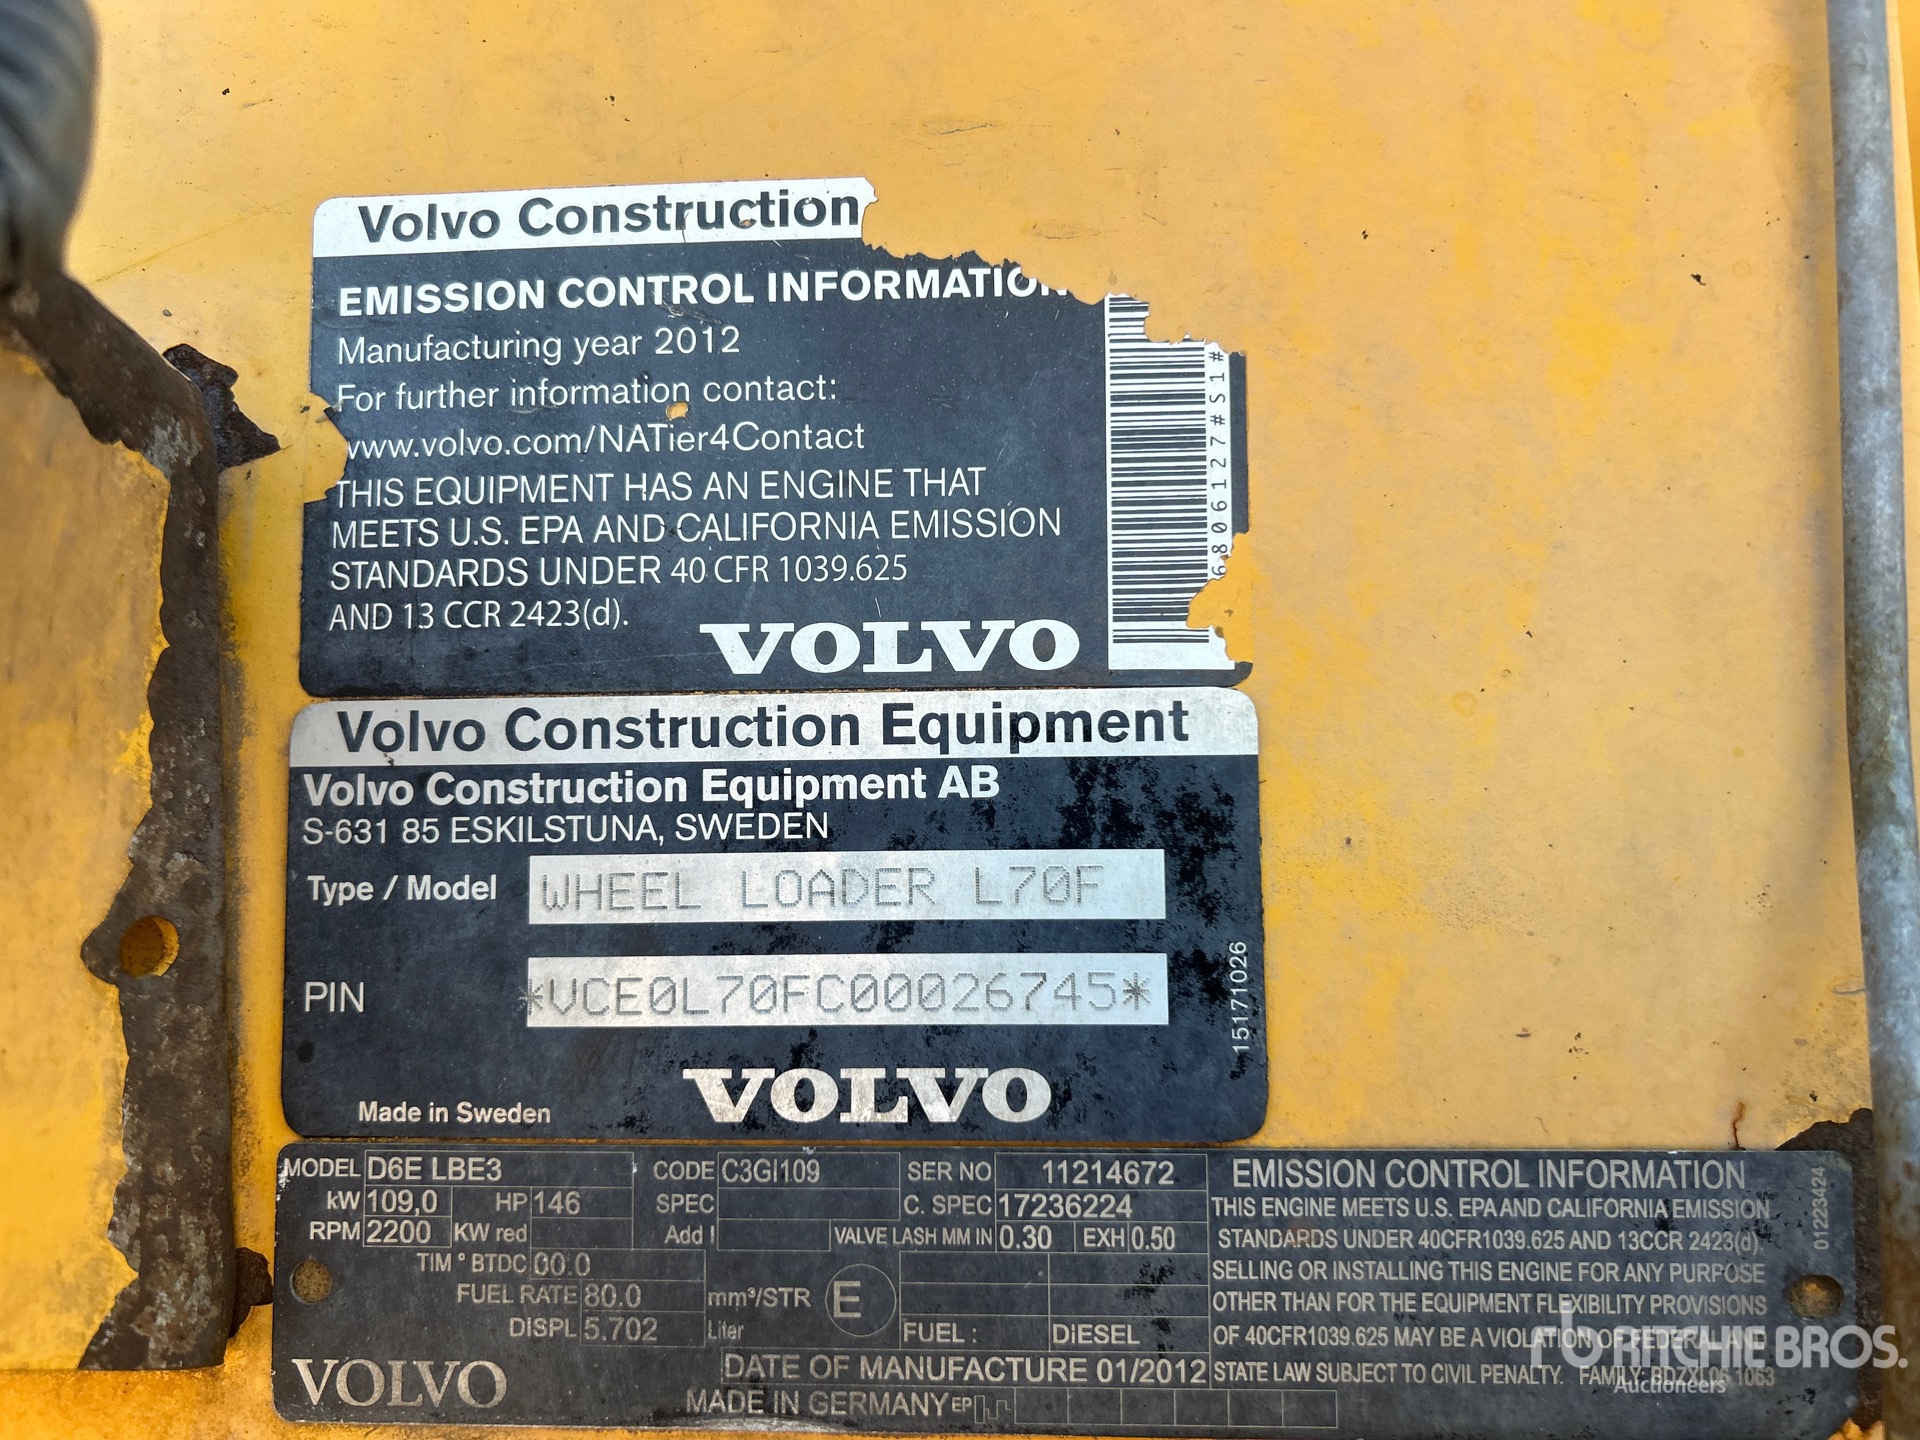 Volvo Construction
EMISSION CONTROL INFORMATION
Manufacturing year 2012
For further information contact:
www.volvo.com/NATier4Contact
THIS EQUIPMENT HAS AN ENGINE THAT
MEETS U.S. EPA AND CALIFORNIA EMISSION
STANDARDS UNDER 40 CFR 1039.625
AND 13 CCR 2423(d).
VOLVO
6806127#S1#
Volvo Construction Equipment
Volvo Construction Equipment AB
S-631 85 ESKILSTUNA, SWEDEN
Type / Model WHEEL LOADER L70F
PIN *VCE0L70FC00026745*
15171026
Made in Sweden VOLVO
MODEL D6E LBE3 CODE C3GI109 SER NO 11214672
kW 109,0 HP 146 SPEC C. SPEC 17236224
RPM 2200 KW red Add I VALVE LASH MM IN 0.30 EXH 0.50
TIM ° BTDC 00.0
FUEL RATE 80.0 mm³/STR E
DISPL 5.702 Liter FUEL : DIESEL
VOLVO DATE OF MANUFACTURE 01/2012
MADE IN GERMANY EP
EMISSION CONTROL INFORMATION
THIS ENGINE MEETS U.S. EPA AND CALIFORNIA EMISSION
STANDARDS UNDER 40CFR1039.625 AND 13CCR 2423(d).
SELLING OR INSTALLING THIS ENGINE FOR ANY PURPOSE
OTHER THAN FOR THE EQUIPMENT FLEXIBILITY PROVISIONS
OF 40CFR1039.625 MAY BE A VIOLATION OF FEDERAL AND
STATE LAW SUBJECT TO CIVIL PENALTY. FAMILY:
01223424
rb RITCHIE BROS.
Auctioneers